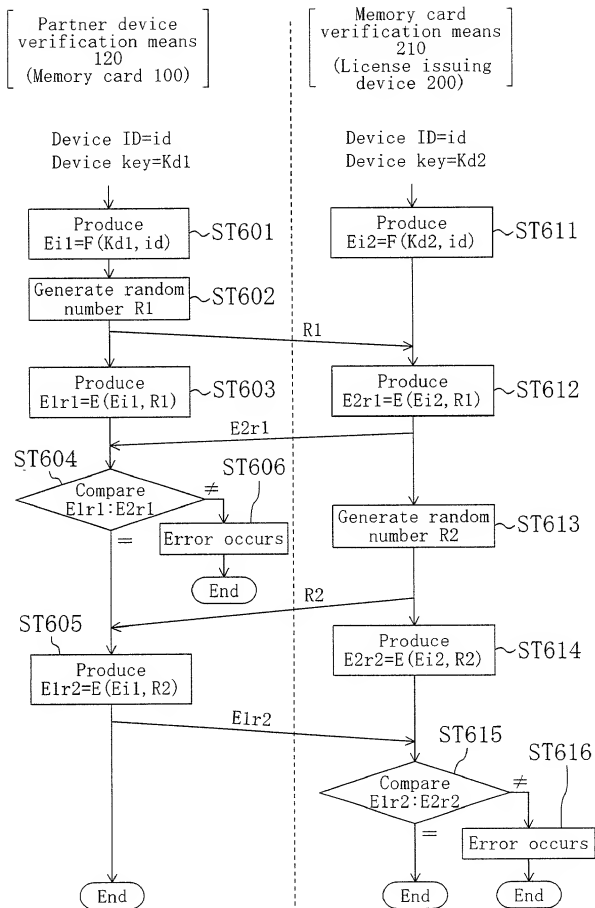 Partner device
verification means
120
(Memory card 100)
Memory card
verification means
210
(License issuing
device 200)
Device ID=id
Device key=Kd1
Device ID=id
Device key=Kd2
Produce
Ei1=F(Kd1, id)
ST601
Produce
Ei2=F(Kd2, id)
ST611
Generate random
number R1
ST602
R1
Produce
E1r1=E(Ei1, R1)
ST603
Produce
E2r1=E(Ei2, R1)
ST612
E2r1
ST604
Compare
E1r1:E2r1
≠
=
ST606
Error occurs
End
Generate random
number R2
ST613
R2
ST605
Produce
E1r2=E(Ei1, R2)
Produce
E2r2=E(Ei2, R2)
ST614
E1r2
ST615
Compare
E1r2:E2r2
≠
=
ST616
Error occurs
End
End
End